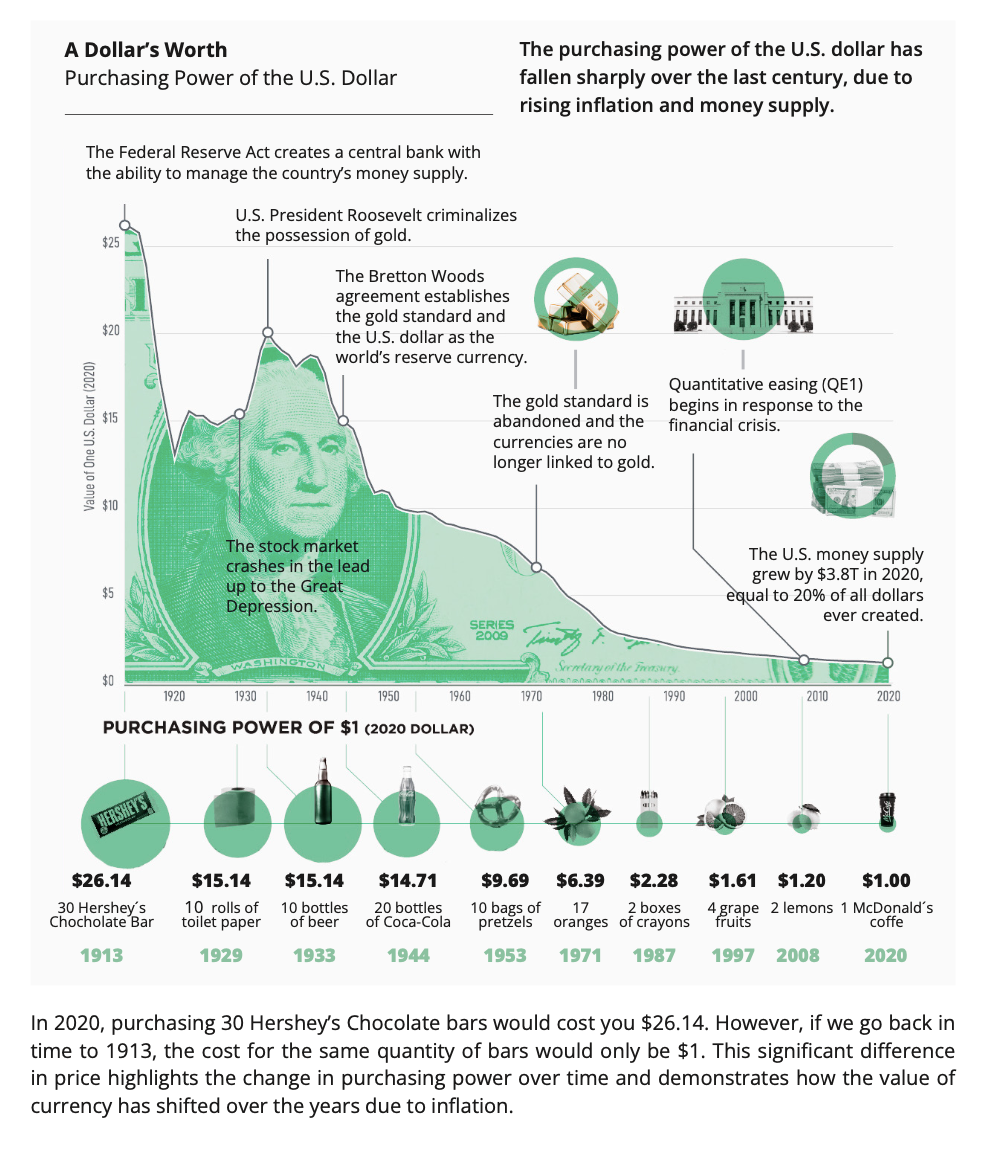 A Dollar’s Worth
Purchasing Power of the U.S. Dollar
The purchasing power of the U.S. dollar has
fallen sharply over the last century, due to
rising inflation and money supply.
The Federal Reserve Act creates a central bank with
the ability to manage the country’s money supply.
U.S. President Roosevelt criminalizes
the possession of gold.
The Bretton Woods
agreement establishes
the gold standard and
the U.S. dollar as the
world’s reserve currency.
The gold standard is
abandoned and the
currencies are no
longer linked to gold.
Quantitative easing (QE1)
begins in response to the
financial crisis.
The U.S. money supply
grew by $3.8T in 2020,
equal to 20% of all dollars
ever created.
The stock market
crashes in the lead
up to the Great
Depression.
Value of One U.S. Dollar (2020)
$25
$20
$15
$10
$5
$0
SERIES
2009
WASHINGTON
Secretary of the Treasury.
1920 1930 1940 1950 1960 1970 1980 1990 2000 2010 2020
PURCHASING POWER OF $1 (2020 DOLLAR)
HERSHEY'S
McCafé
$26.14 $15.14 $15.14 $14.71 $9.69 $6.39 $2.28 $1.61 $1.20 $1.00
30 Hershey´s 10 rolls of 10 bottles 20 bottles 10 bags of 17 2 boxes 4 grape 2 lemons 1 McDonald´s
Chocholate Bar toilet paper of beer of Coca-Cola pretzels oranges of crayons fruits coffe
1913 1929 1933 1944 1953 1971 1987 1997 2008 2020
In 2020, purchasing 30 Hershey’s Chocolate bars would cost you $26.14. However, if we go back in
time to 1913, the cost for the same quantity of bars would only be $1. This significant difference
in price highlights the change in purchasing power over time and demonstrates how the value of
currency has shifted over the years due to inflation.